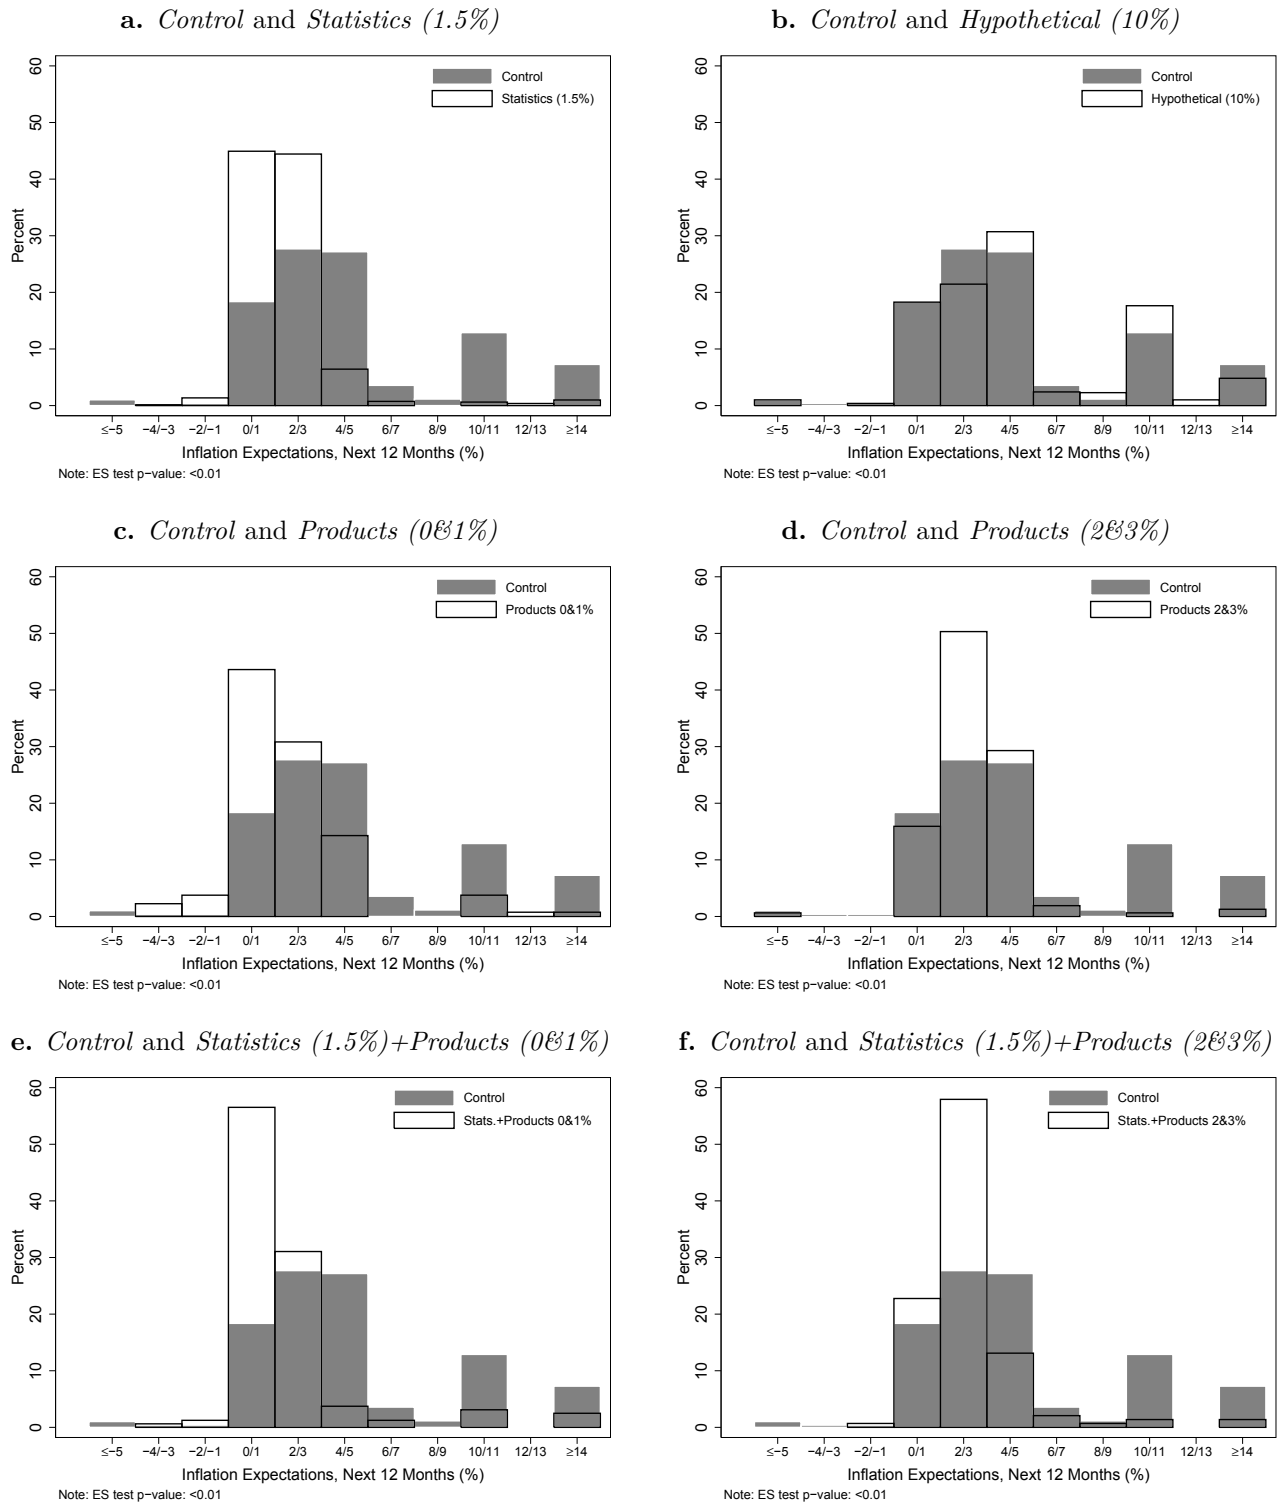 a. Control and Statistics (1.5%)
60
50
40
30
20
10
0
Percent
Control
Statistics (1.5%)
≤−5 −4/−3 −2/−1 0/1 2/3 4/5 6/7 8/9 10/11 12/13 ≥14
Inflation Expectations, Next 12 Months (%)
Note: ES test p−value: <0.01
b. Control and Hypothetical (10%)
60
50
40
30
20
10
0
Percent
Control
Hypothetical (10%)
≤−5 −4/−3 −2/−1 0/1 2/3 4/5 6/7 8/9 10/11 12/13 ≥14
Inflation Expectations, Next 12 Months (%)
Note: ES test p−value: <0.01
c. Control and Products (0&1%)
60
50
40
30
20
10
0
Percent
Control
Products 0&1%
≤−5 −4/−3 −2/−1 0/1 2/3 4/5 6/7 8/9 10/11 12/13 ≥14
Inflation Expectations, Next 12 Months (%)
Note: ES test p−value: <0.01
d. Control and Products (2&3%)
60
50
40
30
20
10
0
Percent
Control
Products 2&3%
≤−5 −4/−3 −2/−1 0/1 2/3 4/5 6/7 8/9 10/11 12/13 ≥14
Inflation Expectations, Next 12 Months (%)
Note: ES test p−value: <0.01
e. Control and Statistics (1.5%)+Products (0&1%)
60
50
40
30
20
10
0
Percent
Control
Stats.+Products 0&1%
≤−5 −4/−3 −2/−1 0/1 2/3 4/5 6/7 8/9 10/11 12/13 ≥14
Inflation Expectations, Next 12 Months (%)
Note: ES test p−value: <0.01
f. Control and Statistics (1.5%)+Products (2&3%)
60
50
40
30
20
10
0
Percent
Control
Stats.+Products 2&3%
≤−5 −4/−3 −2/−1 0/1 2/3 4/5 6/7 8/9 10/11 12/13 ≥14
Inflation Expectations, Next 12 Months (%)
Note: ES test p−value: <0.01